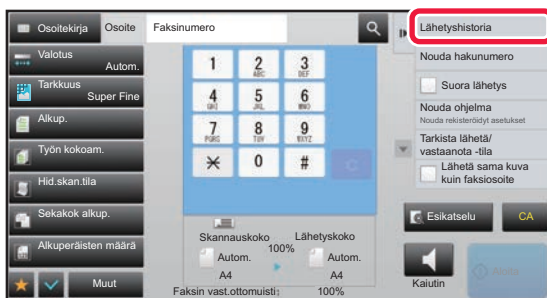 Osoitekirja
Osoite
Faksinumero
Lähetyshistoria
Valotus
Autom.
Tarkkuus
Super Fine
Alkup.
Työn kokoam.
Hid.skan.tila
Sekakok alkup.
Alkuperäisten määrä
Muut
1
2
ABC
3
DEF
4
GHI
5
JKL
6
MNO
7
PQRS
8
TUV
9
WXYZ
0
#
C
Skannauskoko
Lähetyskoko
100%
Autom.
A4
Autom.
A4
Faksin vast.ottomuisti:
100%
Nouda hakunumero
Suora lähetys
Nouda ohjelma
Nouda rekisteröidyt asetukset
Tarkista lähetä/
vastaanota -tila
Lähetä sama kuva
kuin faksiosoite
Esikatselu
CA
Kaiutin